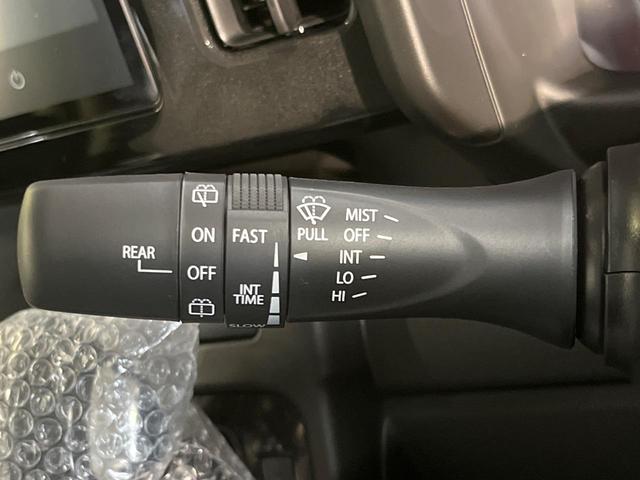 REAR
ON
OFF
FAST
INT
TIME
SLOW
PULL
MIST
OFF
INT
LO
HI